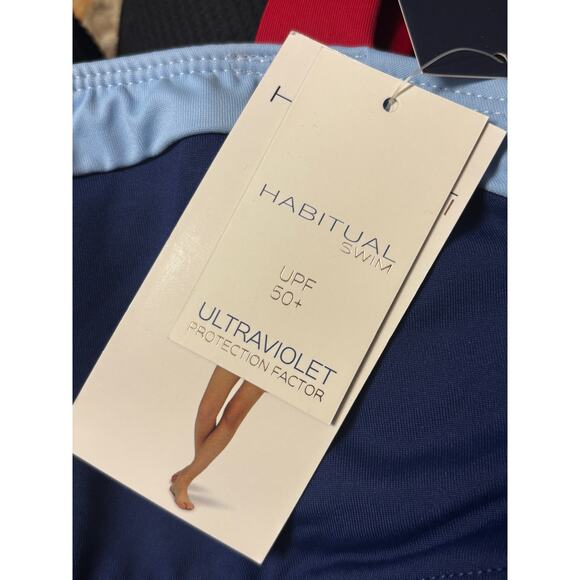 H
HABITUAL
SWIM
UPF
50+
ULTRAVIOLET
PROTECTION FACTOR